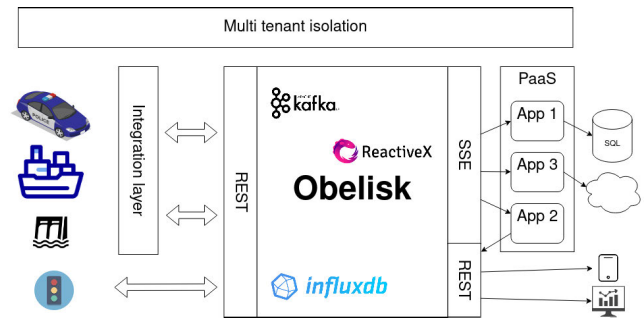 Multi tenant isolation
POLICE
Integration layer
REST
kafka
ReactiveX
Obelisk
influxdb
SSE
REST
PaaS
App 1
App 3
App 2
SQL